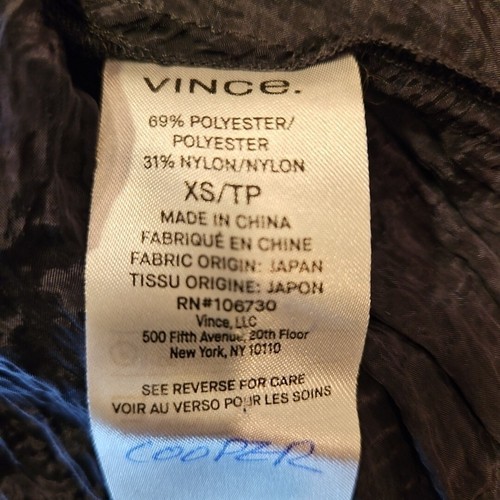 VINCe.
69% POLYESTER/
POLYESTER
31% NYLON/NYLON
XS/TP
MADE IN CHINA
FABRIQUÉ EN CHINE
FABRIC ORIGIN: JAPAN
TISSU ORIGINE: JAPON
RN#106730
Vince, LLC
500 Fifth Avenue, 20th Floor
New York, NY 10110
SEE REVERSE FOR CARE
VOIR AU VERSO POUR LES SOINS
COOPER